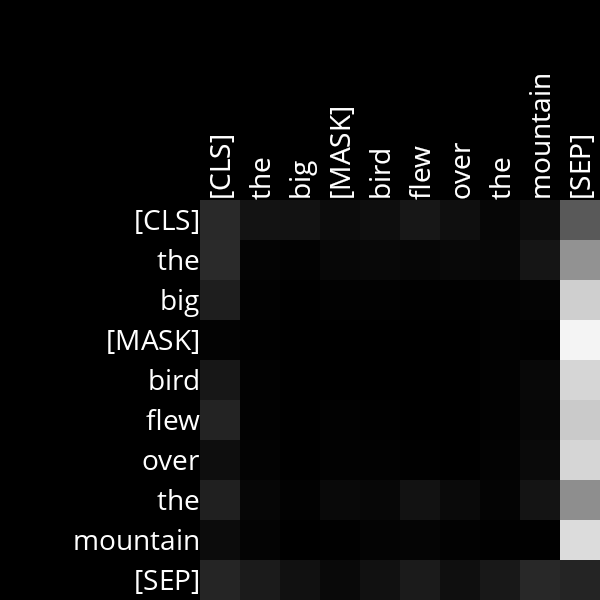 [CLS] the big [MASK] bird flew over the mountain [SEP]
[CLS]
the
big
[MASK]
bird
flew
over
the
mountain
[SEP]